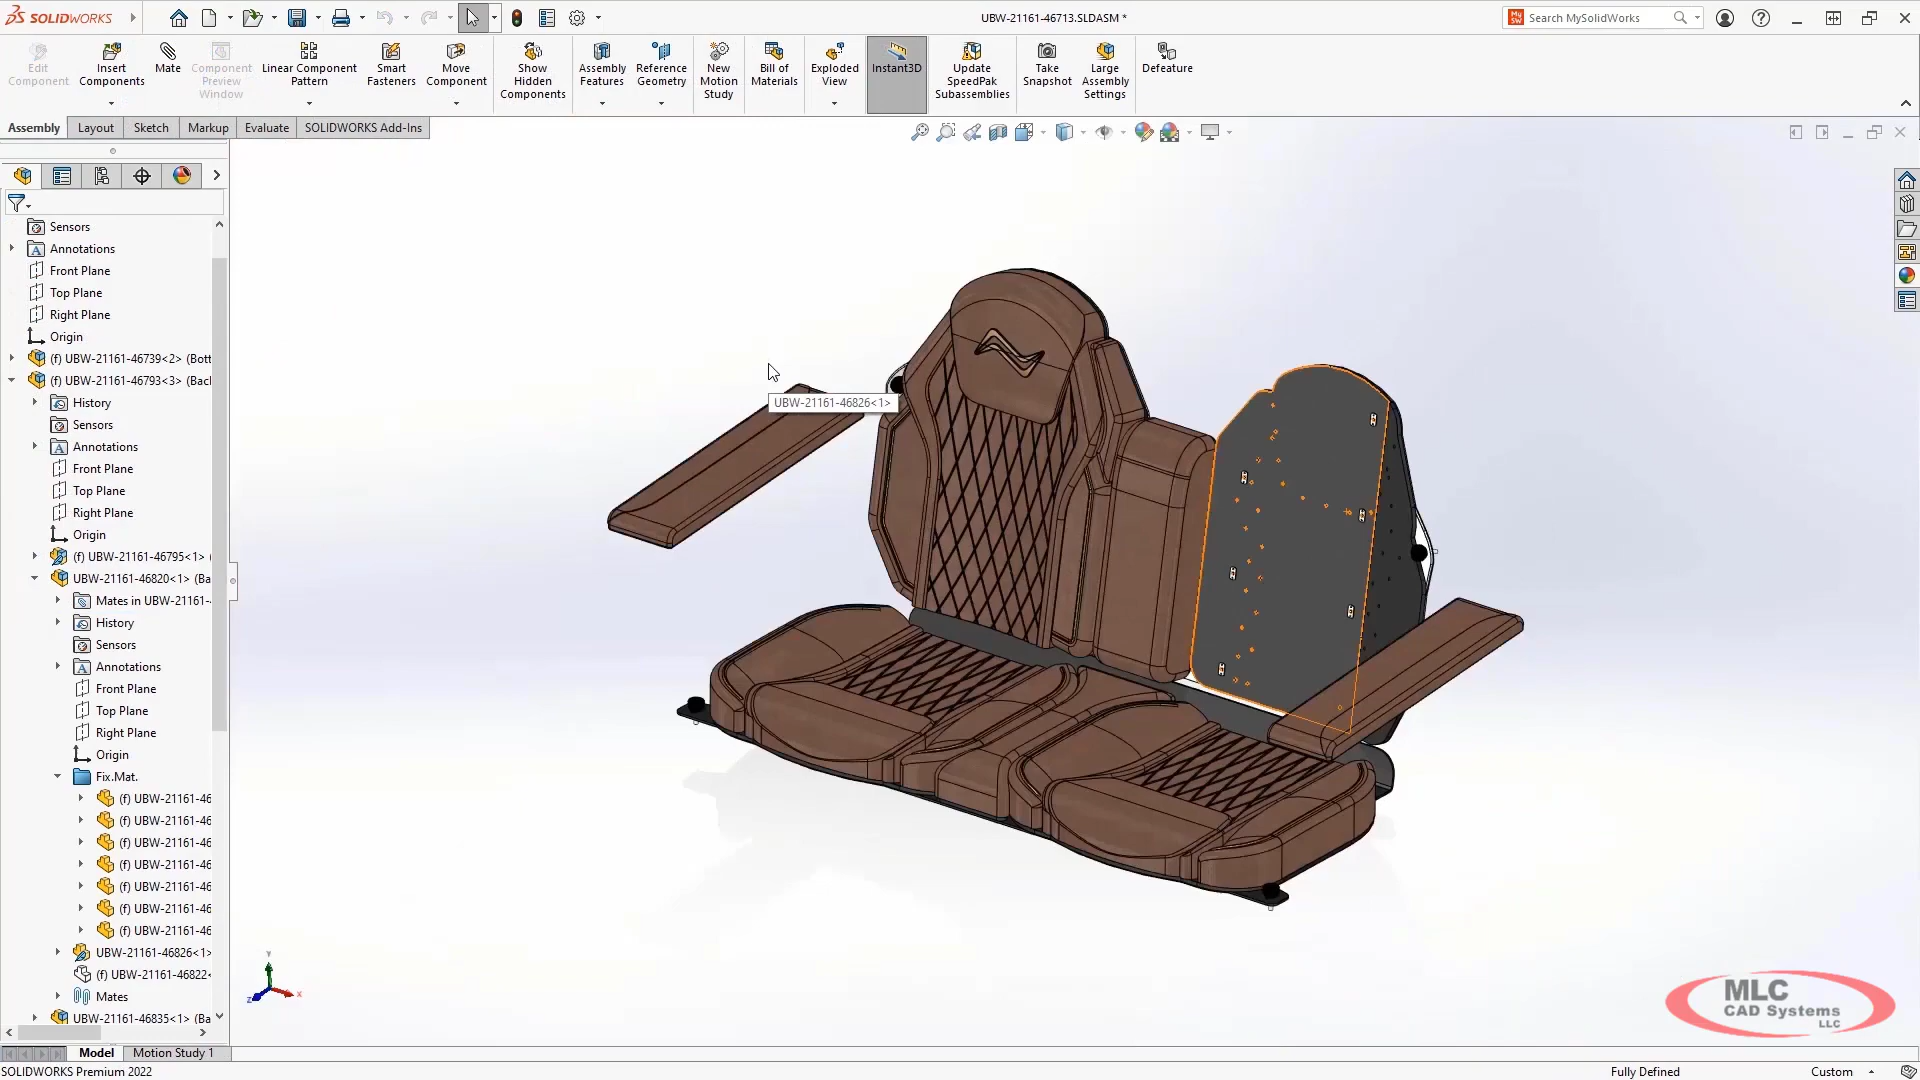 SOLIDWORKS
UBW-21161-46713.SLDASM *
Search MySolidWorks
Edit Component
Insert Components
Mate
Component Preview Window
Linear Component Pattern
Smart Fasteners
Move Component
Show Hidden Components
Assembly Features
Reference Geometry
New Motion Study
Bill of Materials
Exploded View
Instant3D
Update SpeedPak Subassemblies
Take Snapshot
Large Assembly Settings
Defeature
Assembly
Layout
Sketch
Markup
Evaluate
SOLIDWORKS Add-Ins
Sensors
Annotations
Front Plane
Top Plane
Right Plane
Origin
(f) UBW-21161-46739<2> (Bott
(f) UBW-21161-46793<3> (Bacl
History
Sensors
Annotations
Front Plane
Top Plane
Right Plane
Origin
(f) UBW-21161-46795<1> (
UBW-21161-46820<1> (Ba
Mates in UBW-21161-
History
Sensors
Annotations
Front Plane
Top Plane
Right Plane
Origin
Fix.Mat.
(f) UBW-21161-46
(f) UBW-21161-46
(f) UBW-21161-46
(f) UBW-21161-46
(f) UBW-21161-46
(f) UBW-21161-46
(f) UBW-21161-46
UBW-21161-46826<1>
(f) UBW-21161-46822<
Mates
UBW-21161-46835<1> (Ba
UBW-21161-46826<1>
Y
Z
X
MLC
CAD Systems
LLC
Model
Motion Study 1
SOLIDWORKS Premium 2022
Fully Defined
Custom